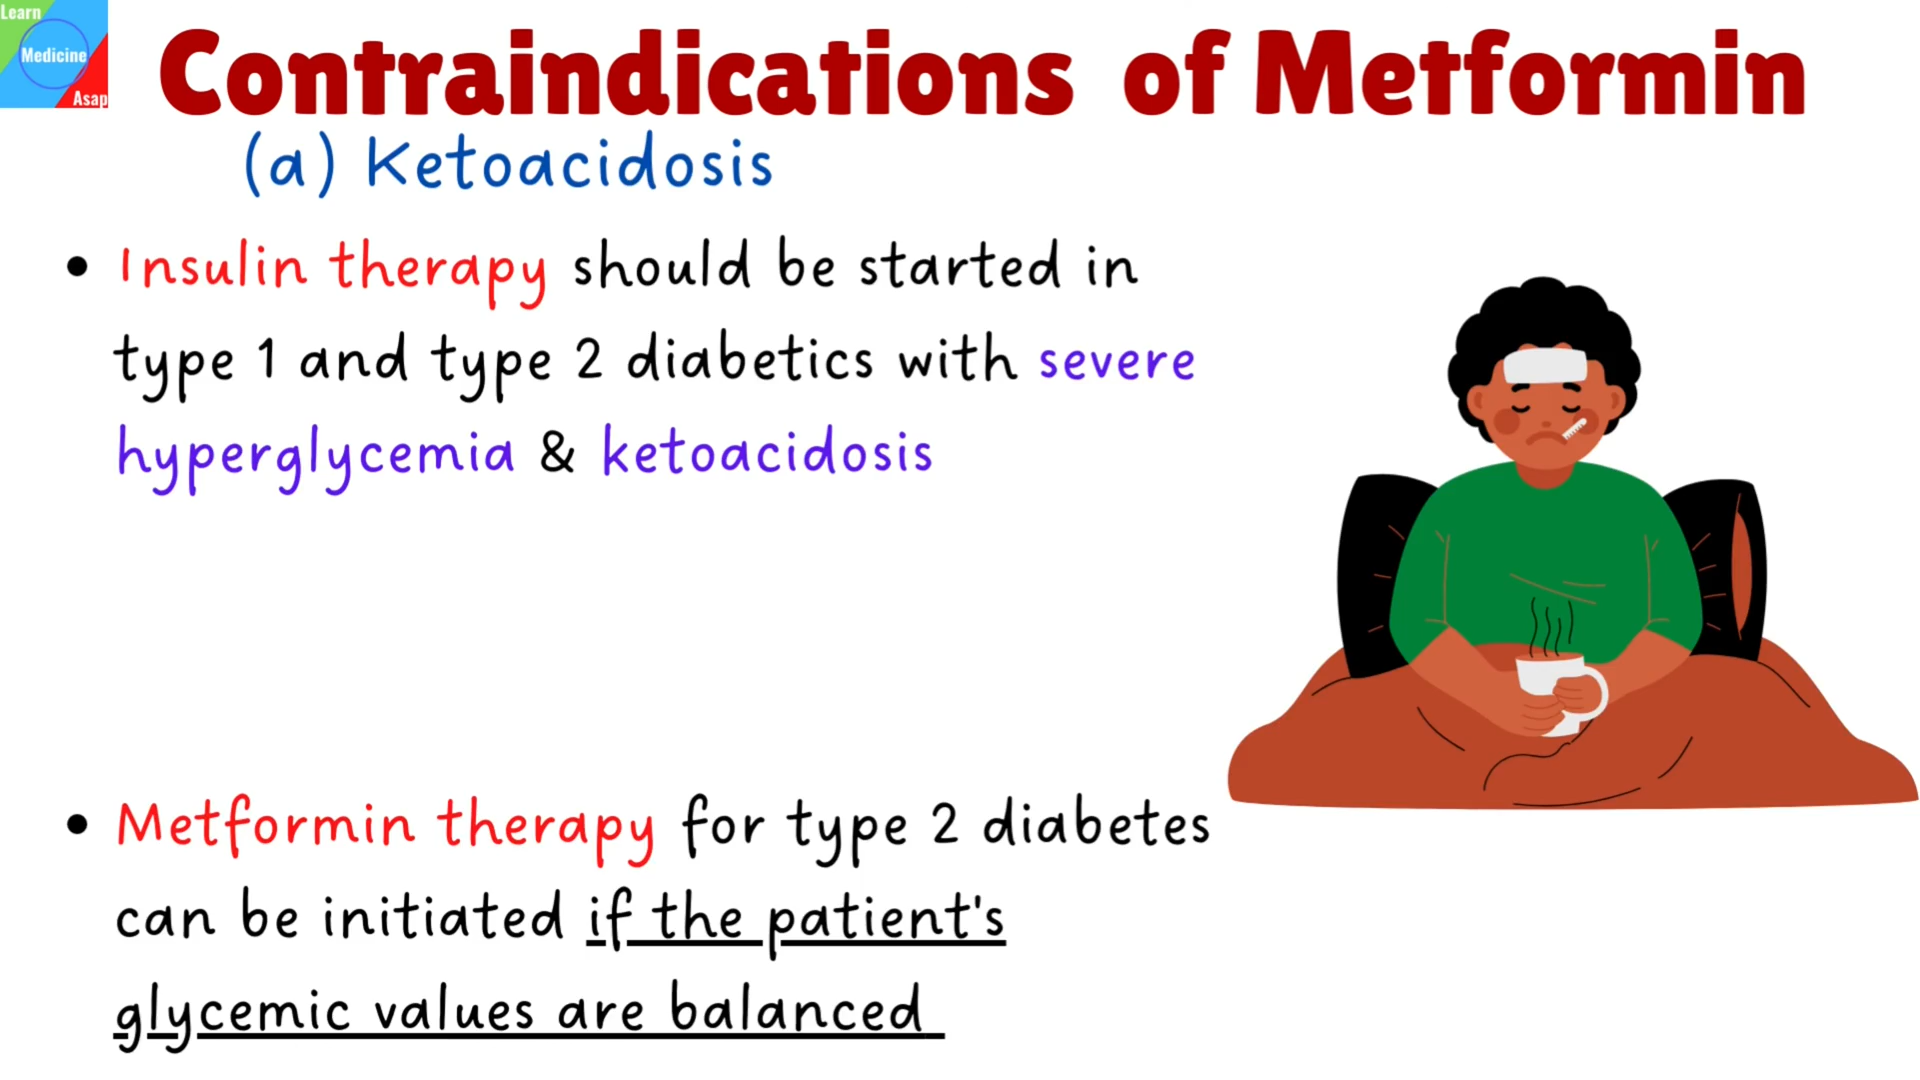 Learn
Medicine
Asap
Contraindications of Metformin
(a) Ketoacidosis
• Insulin therapy should be started in
type 1 and type 2 diabetics with severe
hyperglycemia & ketoacidosis
• Metformin therapy for type 2 diabetes
can be initiated if the patient's
glycemic values are balanced